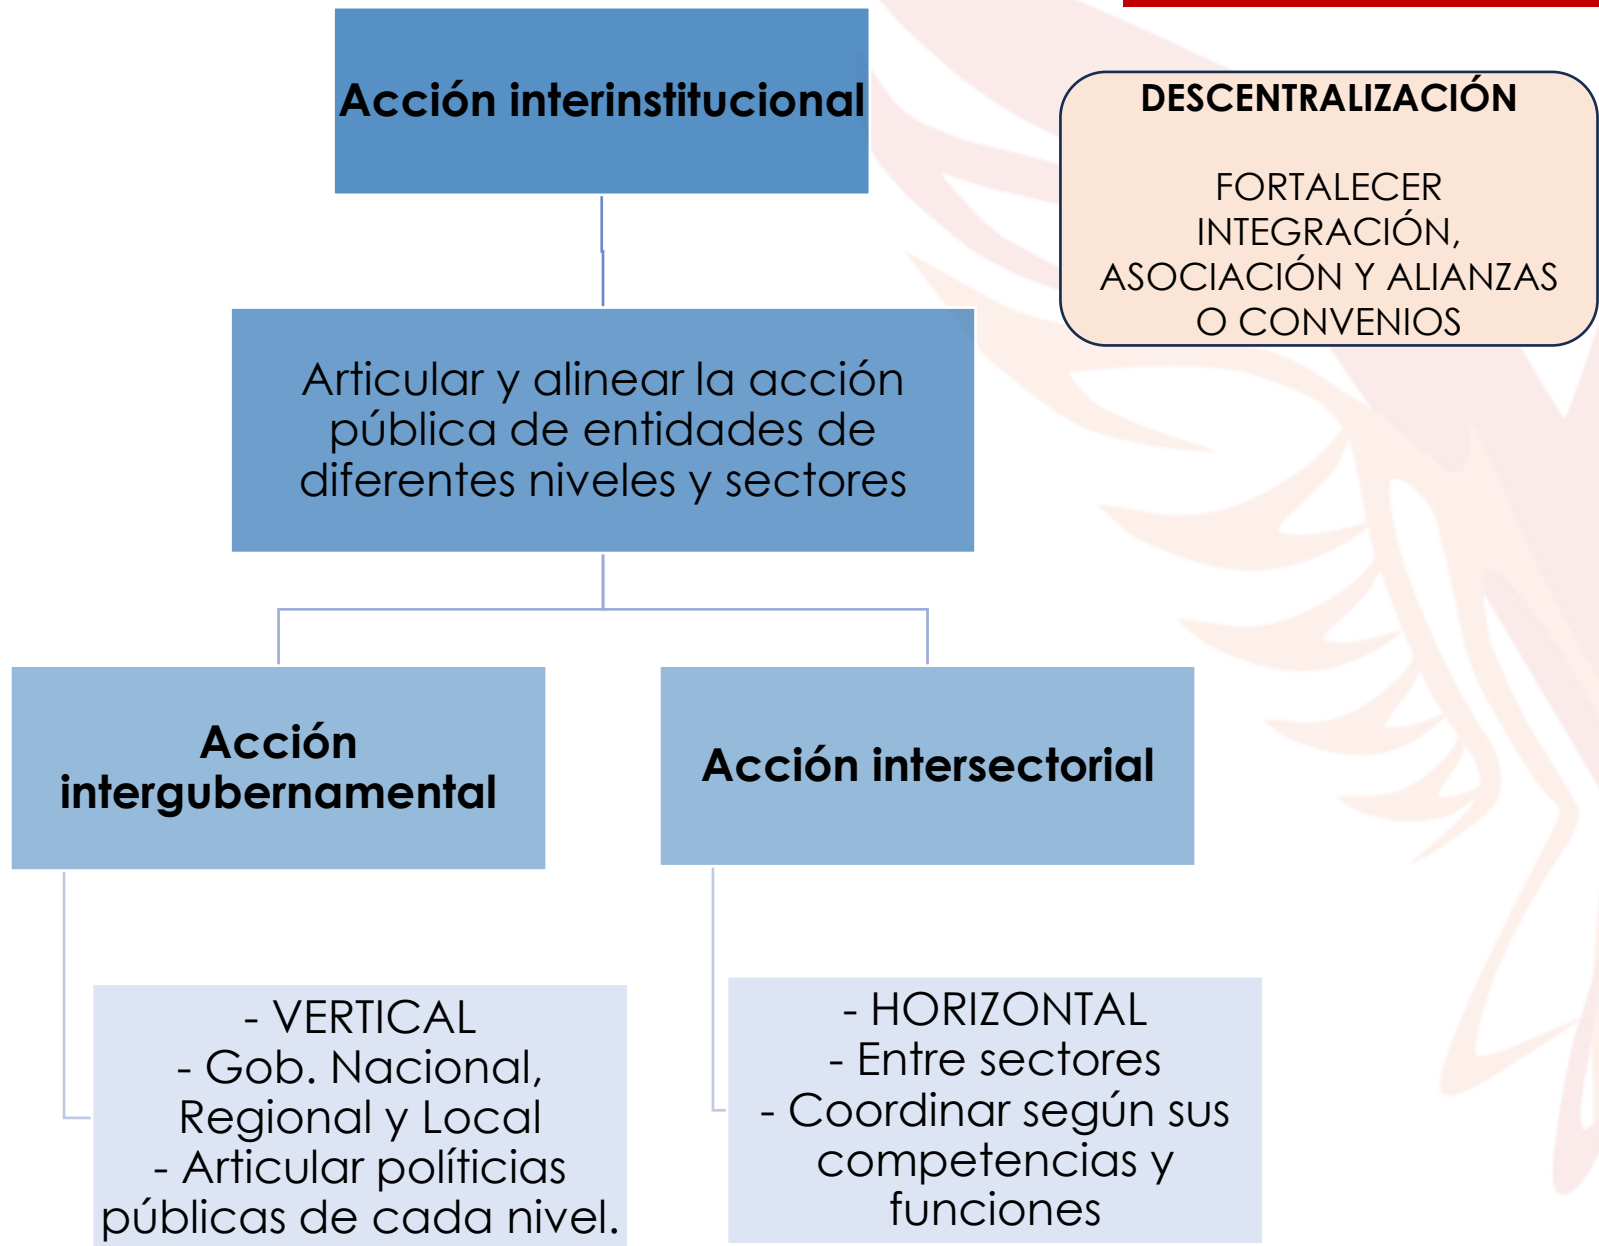 Acción interinstitucional
DESCENTRALIZACIÓN
FORTALECER
INTEGRACIÓN,
ASOCIACIÓN Y ALIANZAS
O CONVENIOS
Articular y alinear la acción
pública de entidades de
diferentes niveles y sectores
Acción
intergubernamental
Acción intersectorial
- VERTICAL
- Gob. Nacional,
Regional y Local
- Articular políticias
públicas de cada nivel.
- HORIZONTAL
- Entre sectores
- Coordinar según sus
competencias y
funciones